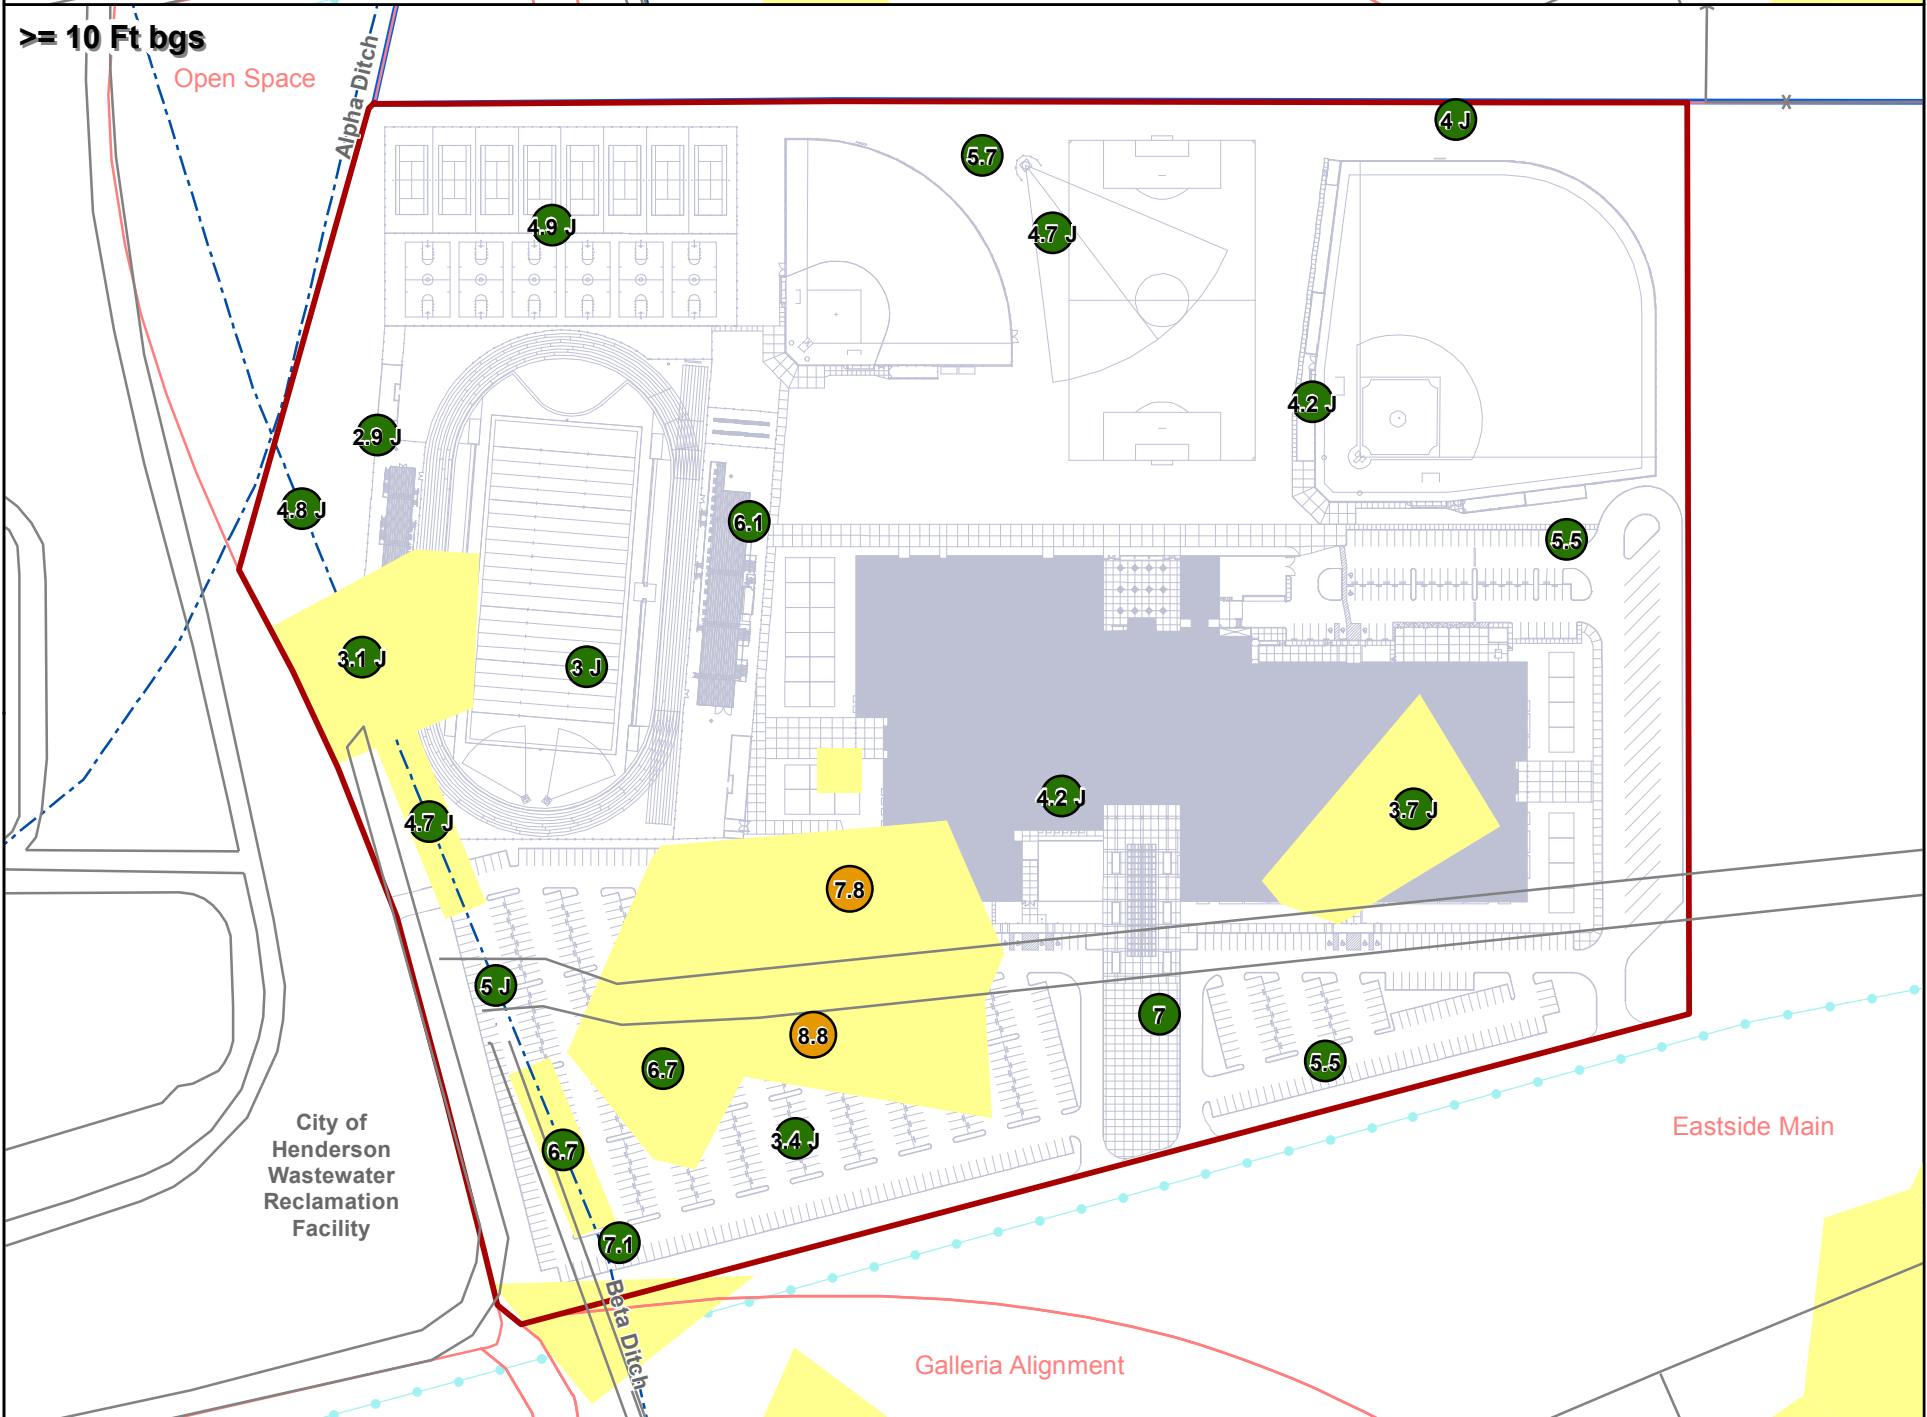 >= 10 Ft bgs
Open Space
Alpha Ditch
4 J
x
5.7
4.9 J
4.7 J
4.2 J
2.9 J
4.8 J
6.1
5.5
3.1 J
3 J
4.2 J
3.7 J
4.7 J
7.8
5 J
7
8.8
5.5
6.7
City of
Henderson
Wastewater
Reclamation
Facility
3.4 J
6.7
Eastside Main
7.1
Beta Ditch
Galleria Alignment